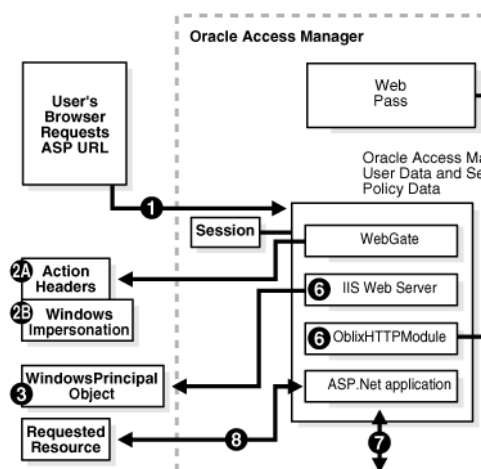 Oracle Access Manager
User's
Browser
Requests
ASP URL
Web
Pass
Oracle Access Ma
User Data and Se
Policy Data
1
Session
WebGate
2A Action
Headers
2B Windows
Impersonation
6 IIS Web Server
6 OblixHTTPModule
3 WindowsPrincipal
Object
ASP.Net application
Requested
Resource
8
7